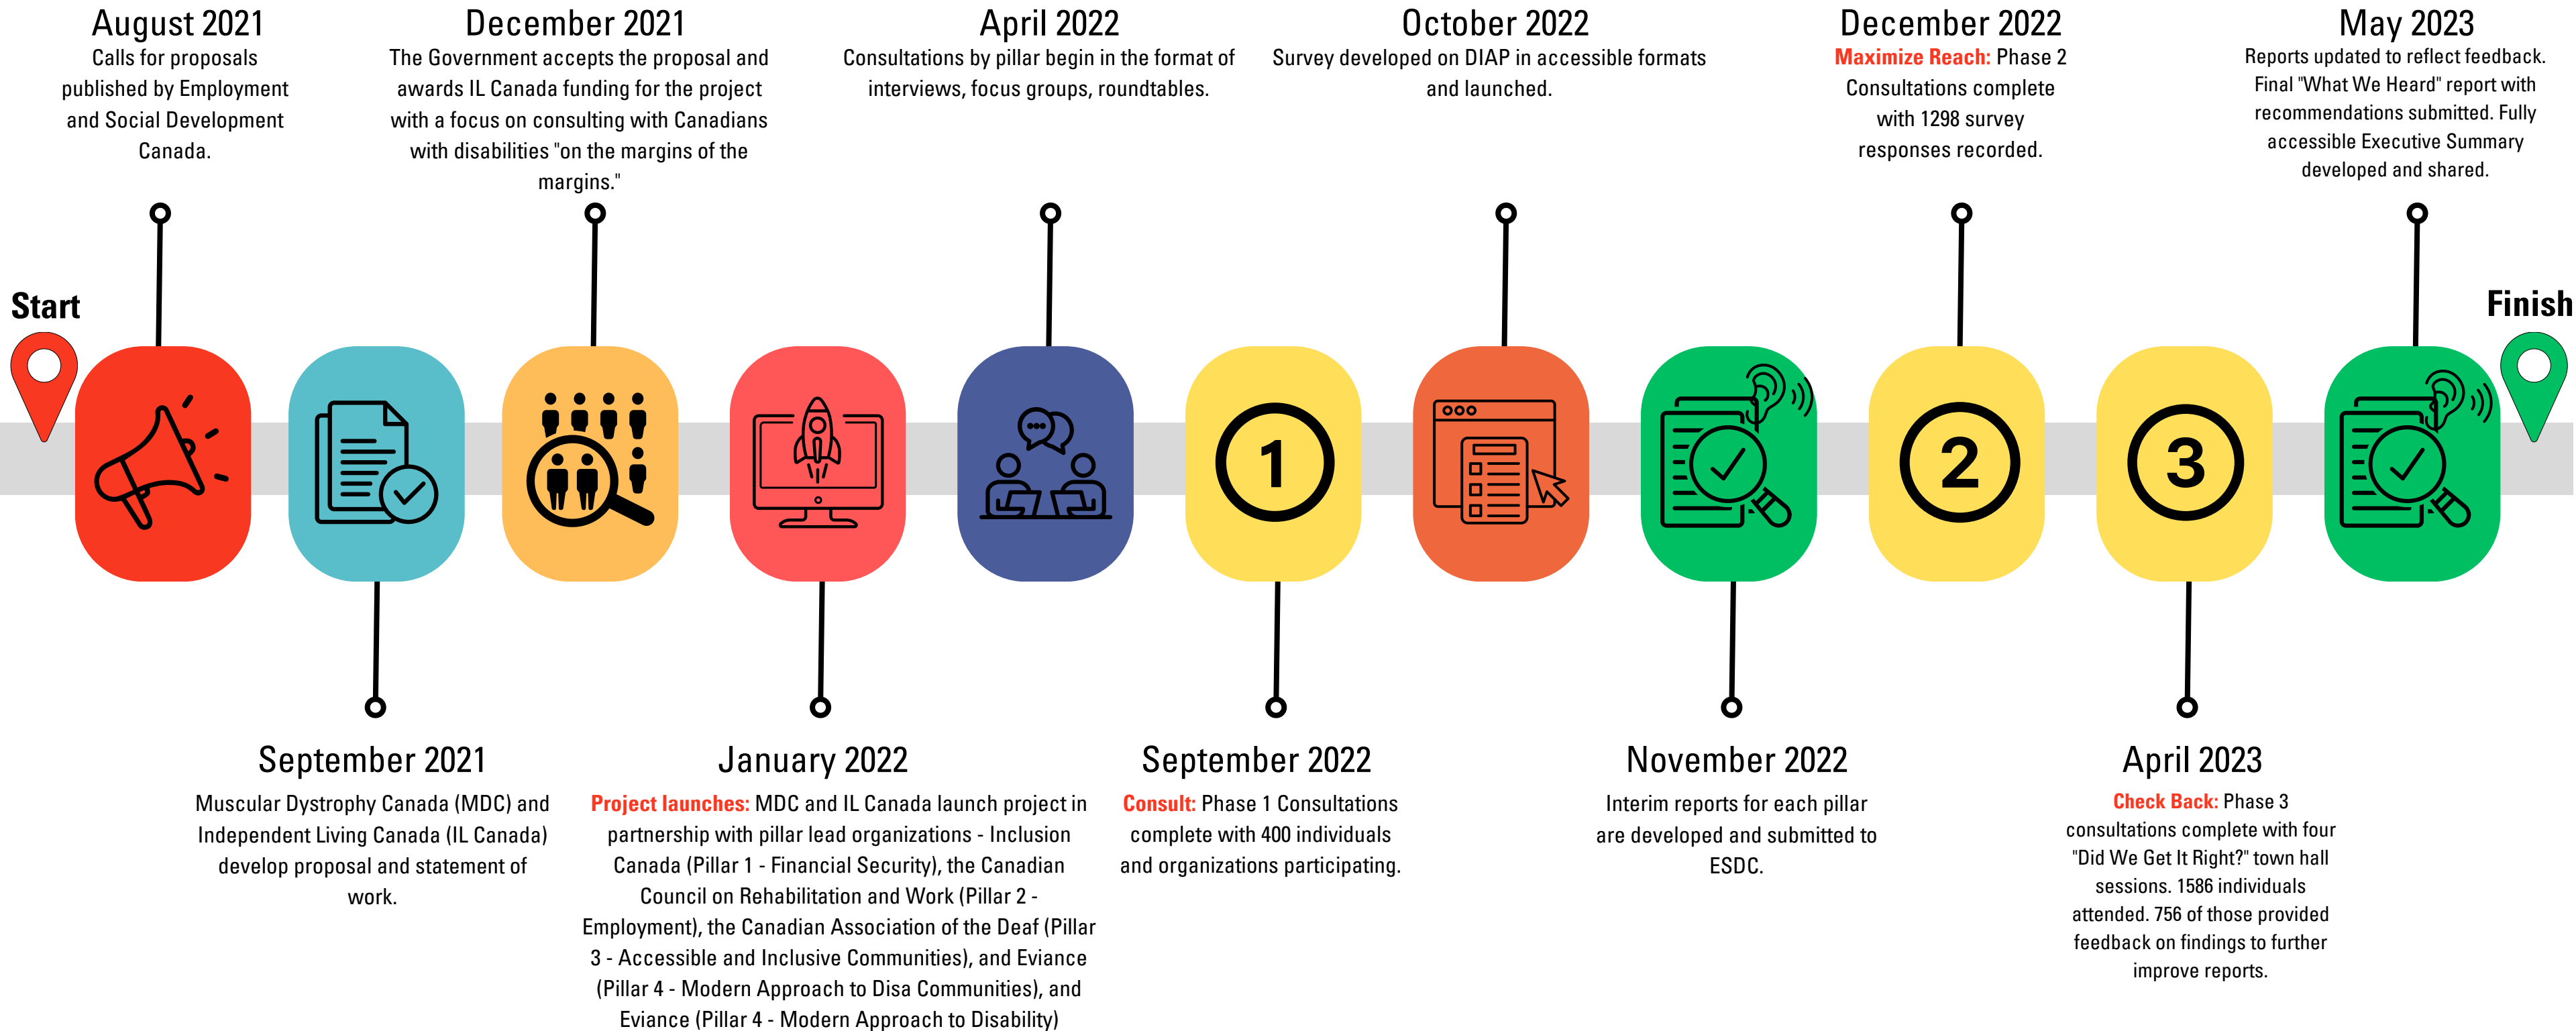 August 2021
Calls for proposals
published by Employment
and Social Development
Canada.
December 2021
The Government accepts the proposal and
awards IL Canada funding for the project
with a focus on consulting with Canadians
with disabilities "on the margins of the
margins."
April 2022
Consultations by pillar begin in the format of
interviews, focus groups, roundtables.
October 2022
Survey developed on DIAP in accessible formats
and launched.
December 2022
Maximize Reach: Phase 2
Consultations complete
with 1298 survey
responses recorded.
May 2023
Reports updated to reflect feedback.
Final "What We Heard" report with
recommendations submitted. Fully
accessible Executive Summary
developed and shared.
Start
Finish
1
2
3
September 2021
Muscular Dystrophy Canada (MDC) and
Independent Living Canada (IL Canada)
develop proposal and statement of
work.
January 2022
Project launches: MDC and IL Canada launch project in
partnership with pillar lead organizations - Inclusion
Canada (Pillar 1 - Financial Security), the Canadian
Council on Rehabilitation and Work (Pillar 2 -
Employment), the Canadian Association of the Deaf (Pillar
3 - Accessible and Inclusive Communities), and Eviance
(Pillar 4 - Modern Approach to Disa Communities), and
Eviance (Pillar 4 - Modern Approach to Disability)
September 2022
Consult: Phase 1 Consultations
complete with 400 individuals
and organizations participating.
November 2022
Interim reports for each pillar
are developed and submitted to
ESDC.
April 2023
Check Back: Phase 3
consultations complete with four
"Did We Get It Right?" town hall
sessions. 1586 individuals
attended. 756 of those provided
feedback on findings to further
improve reports.